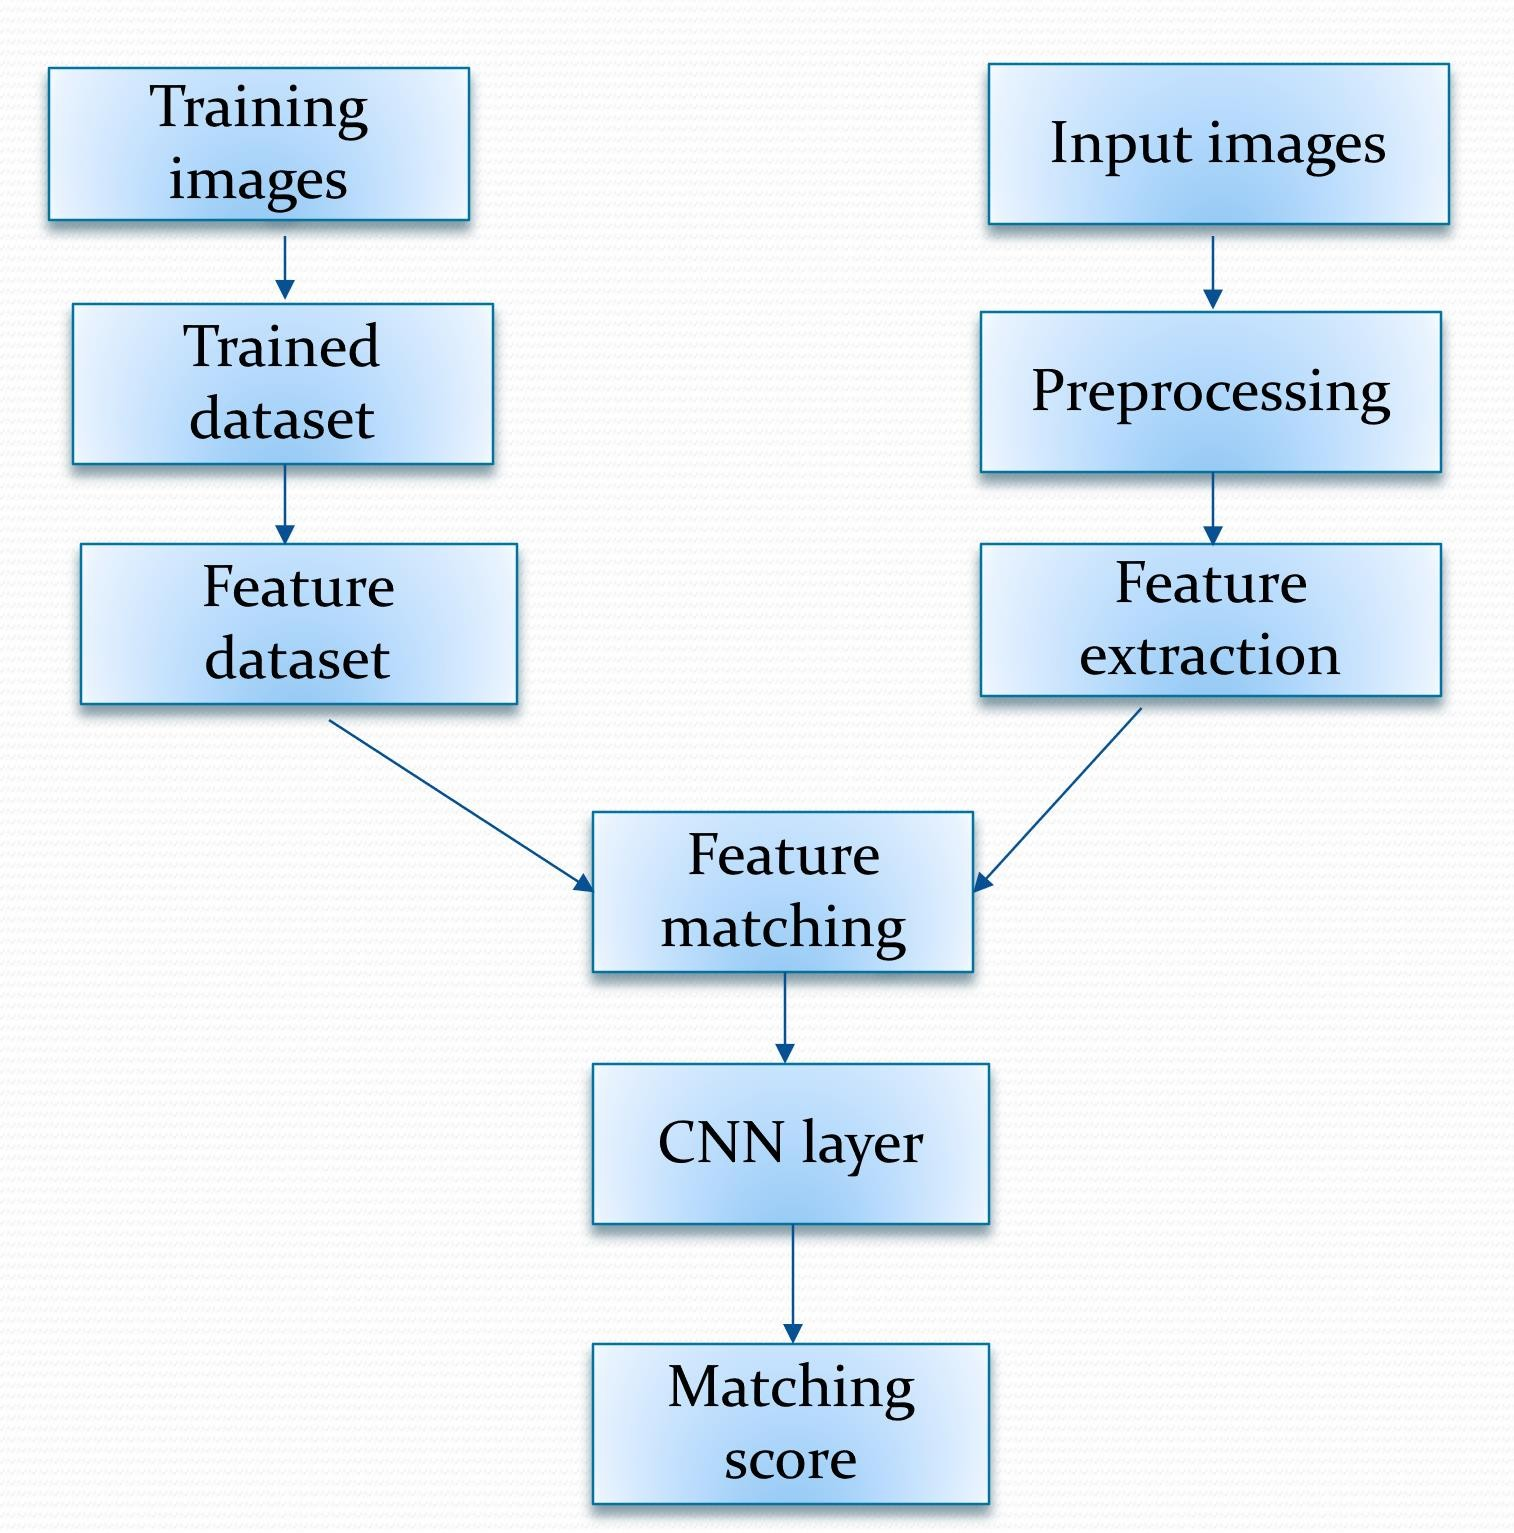 Training
images
Input images
Trained
dataset
Preprocessing
Feature
dataset
Feature
extraction
Feature
matching
CNN layer
Matching
score